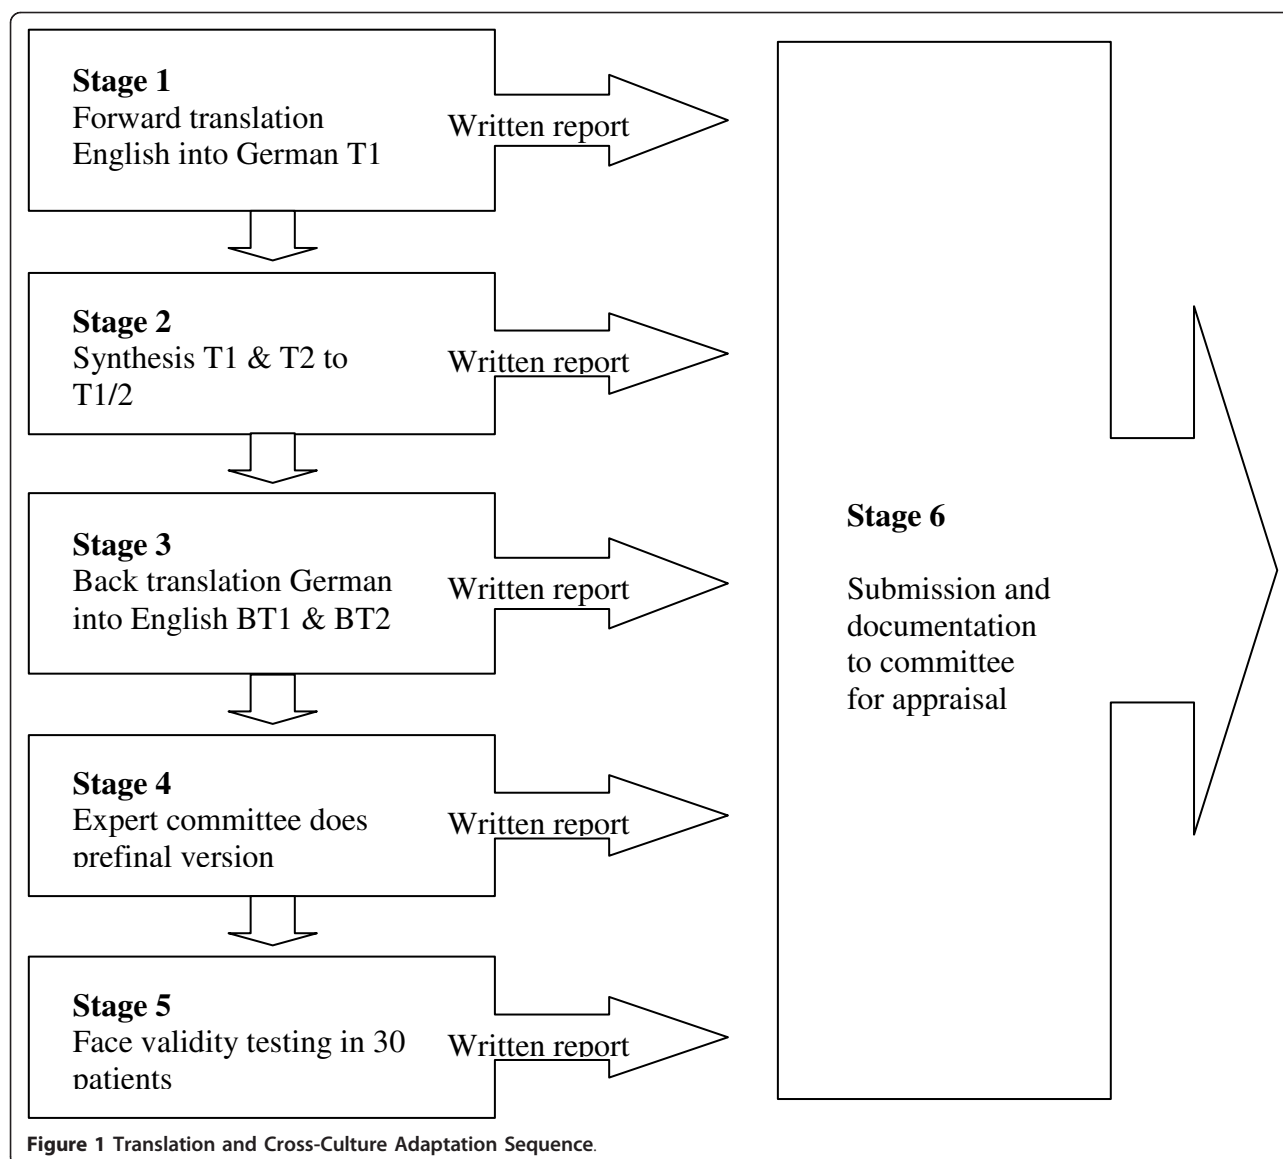 Stage 1
Forward translation
English into German T1
Written report
Stage 2
Synthesis T1 & T2 to
T1/2
Written report
Stage 3
Back translation German
into English BT1 & BT2
Written report
Stage 4
Expert committee does
prefinal version
Written report
Stage 5
Face validity testing in 30
patients
Written report
Stage 6
Submission and
documentation
to committee
for appraisal
Figure 1 Translation and Cross-Culture Adaptation Sequence.